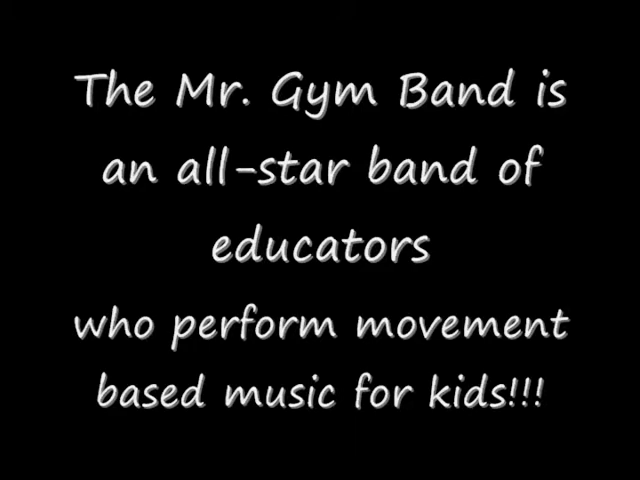 The Mr. Gym Band is
an all-star band of
educators
who perform movement
based music for kids!!!